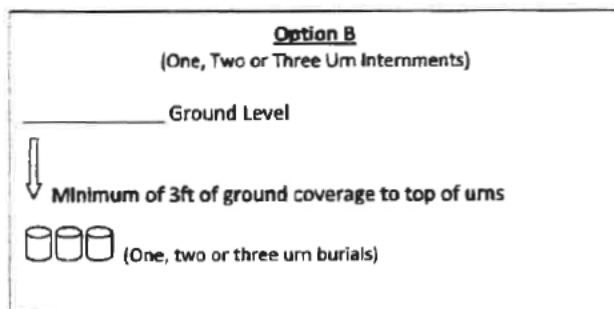 Option B
(One, Two or Three Urn Internments)
Ground Level
Minimum of 3ft of ground coverage to top of urns
(One, two or three urn burials)